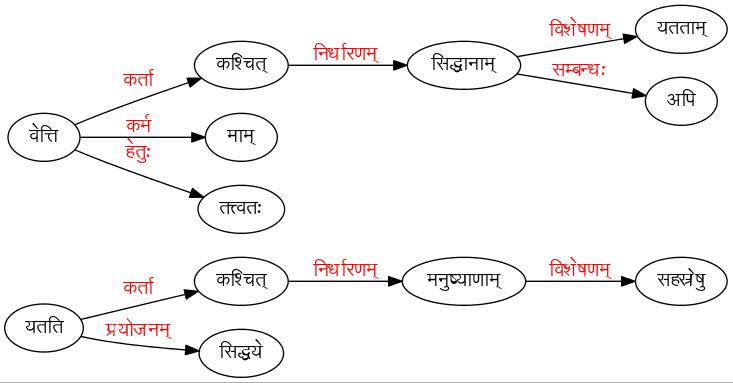 यतताम्
विशेषणम्
कश्चित् निर्धारणम् सिद्धानाम्
कर्ता सम्बन्धः
अपि
वेत्ति कर्म माम्
हेतुः
तत्त्वतः
कश्चित् निर्धारणम् मनुष्याणाम् विशेषणम् सहस्रेषु
कर्ता
यतति प्रयोजनम्
सिद्धये